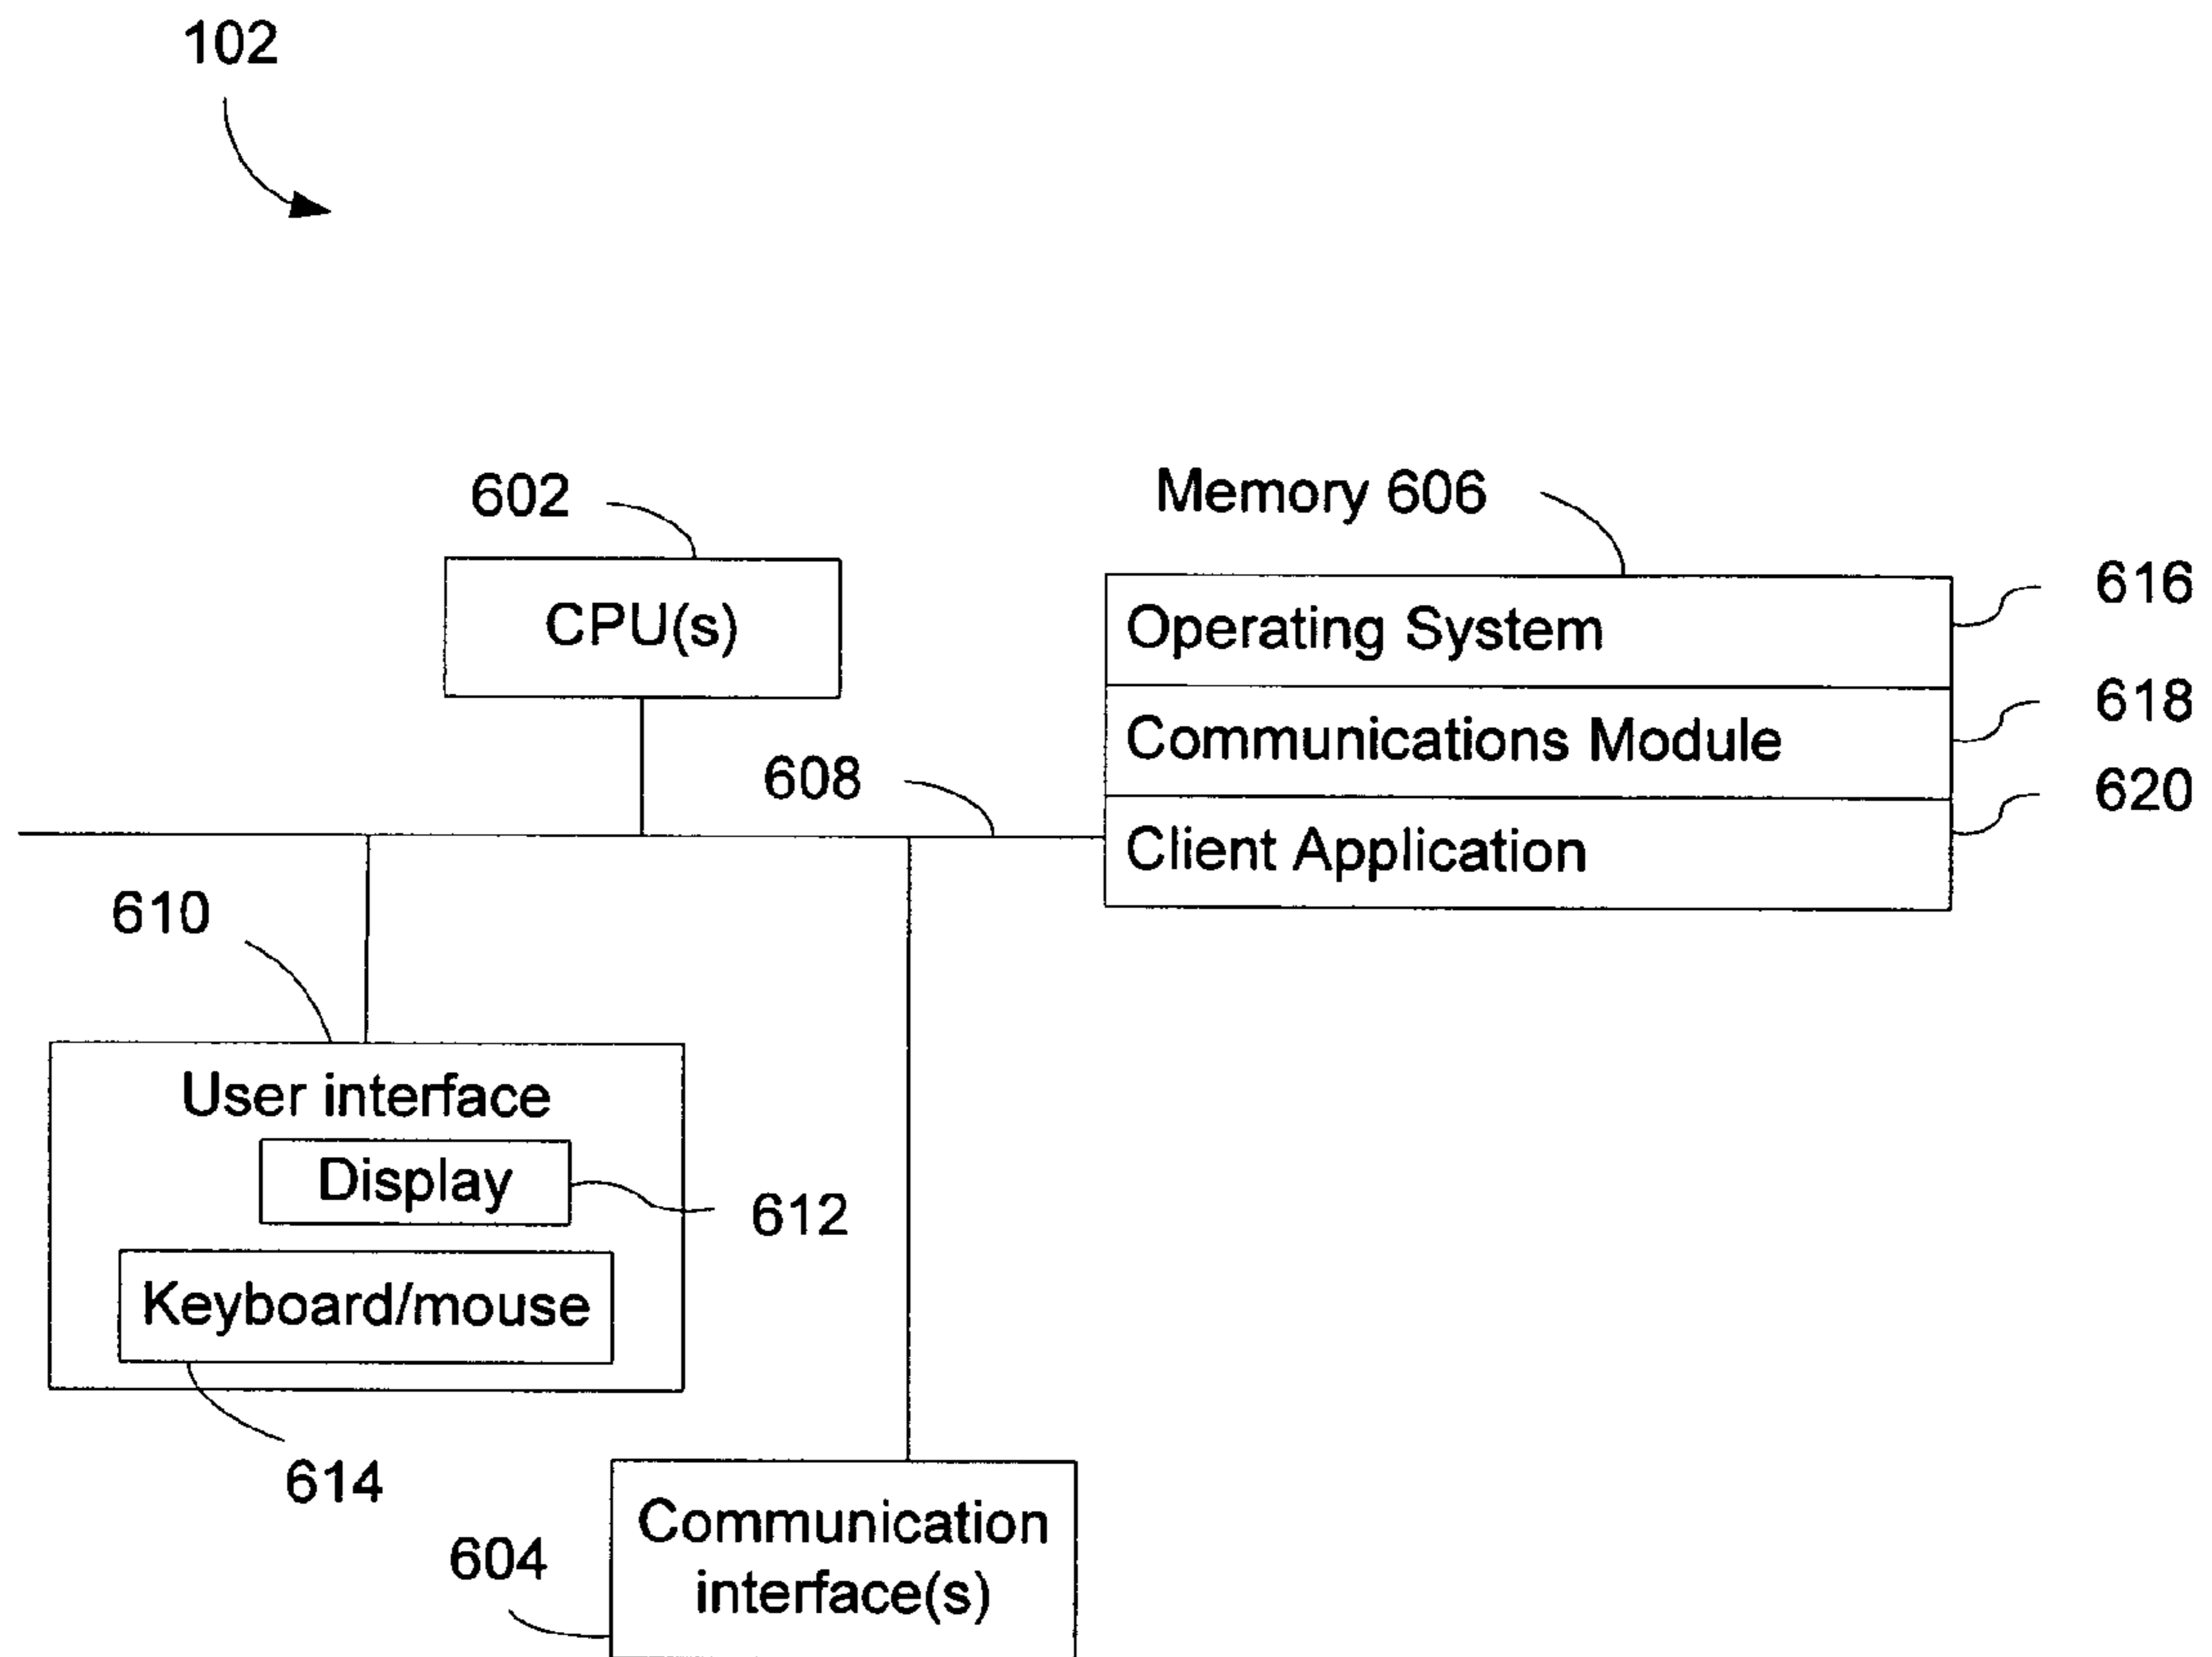 102
602
Memory 606
CPU(s)
Operating System
616
Communications Module
618
608
Client Application
620
610
User interface
Display
612
Keyboard/mouse
614
Communication
interface(s)
604